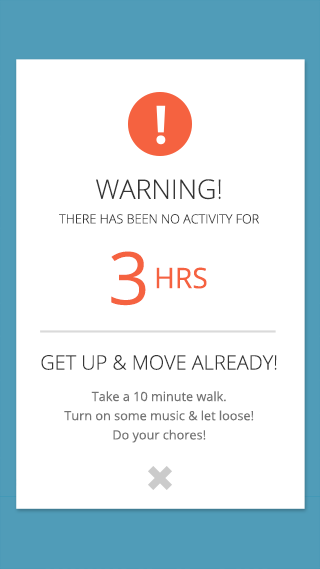 !
WARNING!
THERE HAS BEEN NO ACTIVITY FOR
3 HRS
GET UP & MOVE ALREADY!
Take a 10 minute walk.
Turn on some music & let loose!
Do your chores!